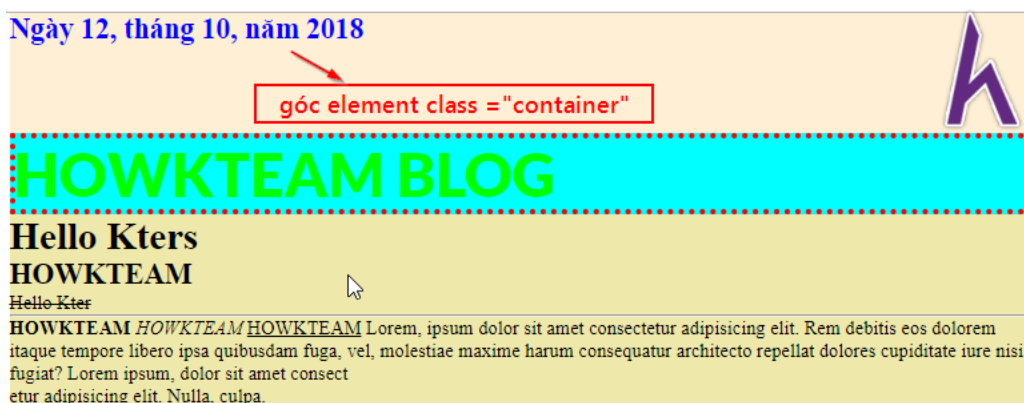 Ngày 12, tháng 10, năm 2018
góc element class ="container"
HOWKTEAM BLOG
Hello Kters
HOWKTEAM
Hello Kter
HOWKTEAM HOWKTEAM HOWKTEAM Lorem, ipsum dolor sit amet consectetur adipisicing elit. Rem debitis eos dolorem
itaque tempore libero ipsa quibusdam fuga, vel, molestiae maxime harum consequatur architecto repellat dolores cupiditate iure nisi
fugiat? Lorem ipsum, dolor sit amet consect
etur adipisicing elit. Nulla, culpa.